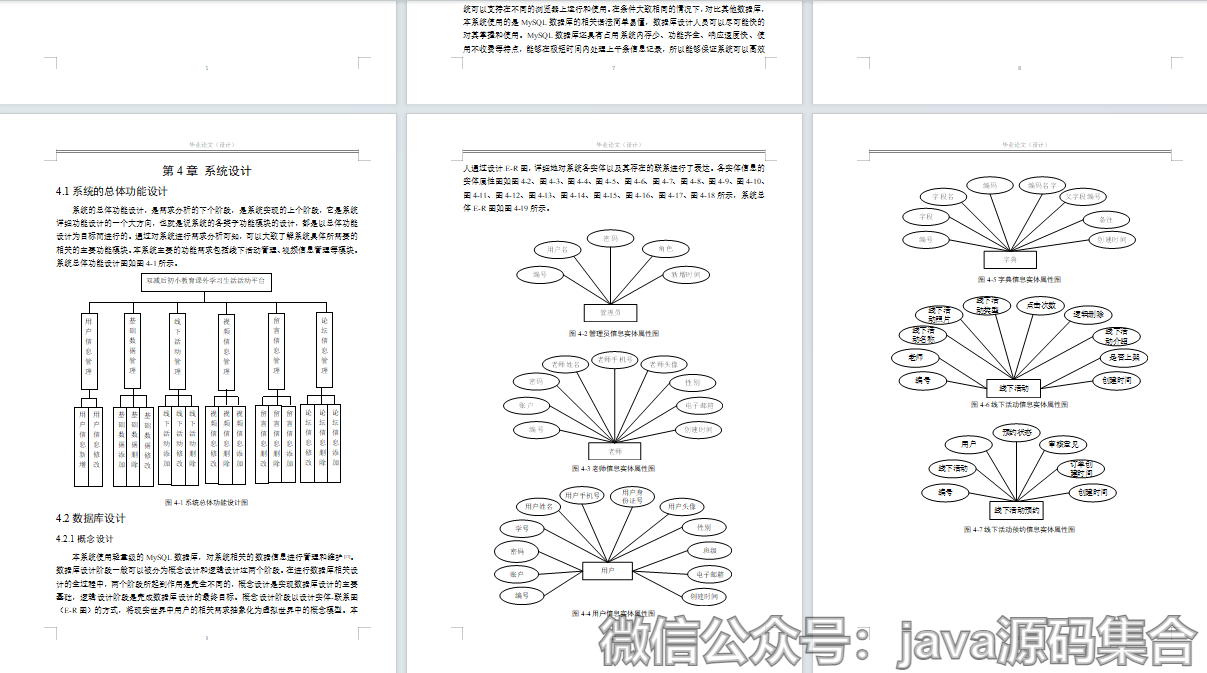 统可以支持在不同的浏览器上运行和使用。在条件大致相同的情况下,对比其他数据库,
本系统使用的是 MySQL 数据库的相关语法简单易懂,数据库设计人员可以尽可能快的
对其掌握和使用。MySQL 数据库还具有占用系统内存少、功能齐全、响应速度快、使
用不收费等特点,能够在极短时间内处理上千条信息记录,所以能够保证系统可以高效
7
8
毕业论文(设计)
第 4 章 系统设计
4.1 系统的总体功能设计
系统的总体功能设计,是需求分析的下个阶段,是系统实现的上个阶段,它是系统
详细功能设计的一个大方向,也就是说系统的各类子功能模块的设计,都是以总体功能
设计为目标而进行的。通过对系统进行需求分析可知,可以大致了解系统具体所需要的
相关的主要功能模块。本系统主要的功能需求包括线下活动管理、视频信息管理等模块。
系统总体功能设计图如图 4-1 所示。
双减后初小教育课外学习生活活动平台
用户信息管理
基础数据管理
线下活动管理
视频信息管理
留言信息管理
论坛信息管理
用户信息新增
用户信息修改
基础数据添加
基础数据删除
基础数据修改
线下活动添加
线下活动修改
线下活动删除
视频信息修改
视频信息删除
视频信息添加
留言信息删除
留言信息修改
留言信息添加
论坛信息修改
论坛信息删除
论坛信息添加
图 4-1 系统总体功能设计图
4.2 数据库设计
4.2.1 概念设计
本系统使用轻量级的 MySQL 数据库,对系统相关的数据信息进行管理和维护
数据库设计阶段一般可以被分为概念设计和逻辑设计这两个阶段。在进行数据库相关设
计的全过程中,两个阶段所起到作用是完全不同的,概念设计是实现数据库设计的主要
基础,逻辑设计阶段是完成数据库设计的最终目标。概念设计阶段以设计实体-联系图
(E-R 图)的方式,将现实世界中用户的相关需求抽象化为虚拟世界中的概念模型。本
毕业论文(设计)
人通过设计 E-R 图,详细地对系统各实体以及其存在的联系进行了表达。各实体信息的
实体属性图如图 4-2、图 4-3、图 4-4、图 4-5、图 4-6、图 4-7、图 4-8、图 4-9、图 4-10、
图 4-11、图 4-12、图 4-13、图 4-14、图 4-15、图 4-16、图 4-17、图 4-18 所示,系统总
体 E-R 图如图 4-19 所示。
密码
用户名
角色
编号
新增时间
管理员
图 4-2 管理员信息实体属性图
老师手机号
老师姓名
老师头像
密码
性别
账户
电子邮箱
编号
创建时间
老师
图 4-3 老师信息实体属性图
用户手机号
用户身
份证号
用户姓名
用户头像
学号
性别
密码
班级
账户
电子邮箱
编号
创建时间
用户
图 4-4 用户信息实体属性图
毕业论文(设计)
编码
编码名字
字段名
父字段编号
字段
备注
编号
创建时间
字典
图 4-5 字典信息实体属性图
线下活
动类型
点击次数
线下活
动照片
逻辑删除
线下活
动名称
线下活
动介绍
老师
是否上架
编号
创建时间
线下活动
图 4-6 线下活动信息实体属性图
预约状态
用户
审核意见
线下活动
订单创
建时间
编号
创建时间
线下活动预约
图 4-7 线下活动预约信息实体属性图
微信公众号：java源码集合